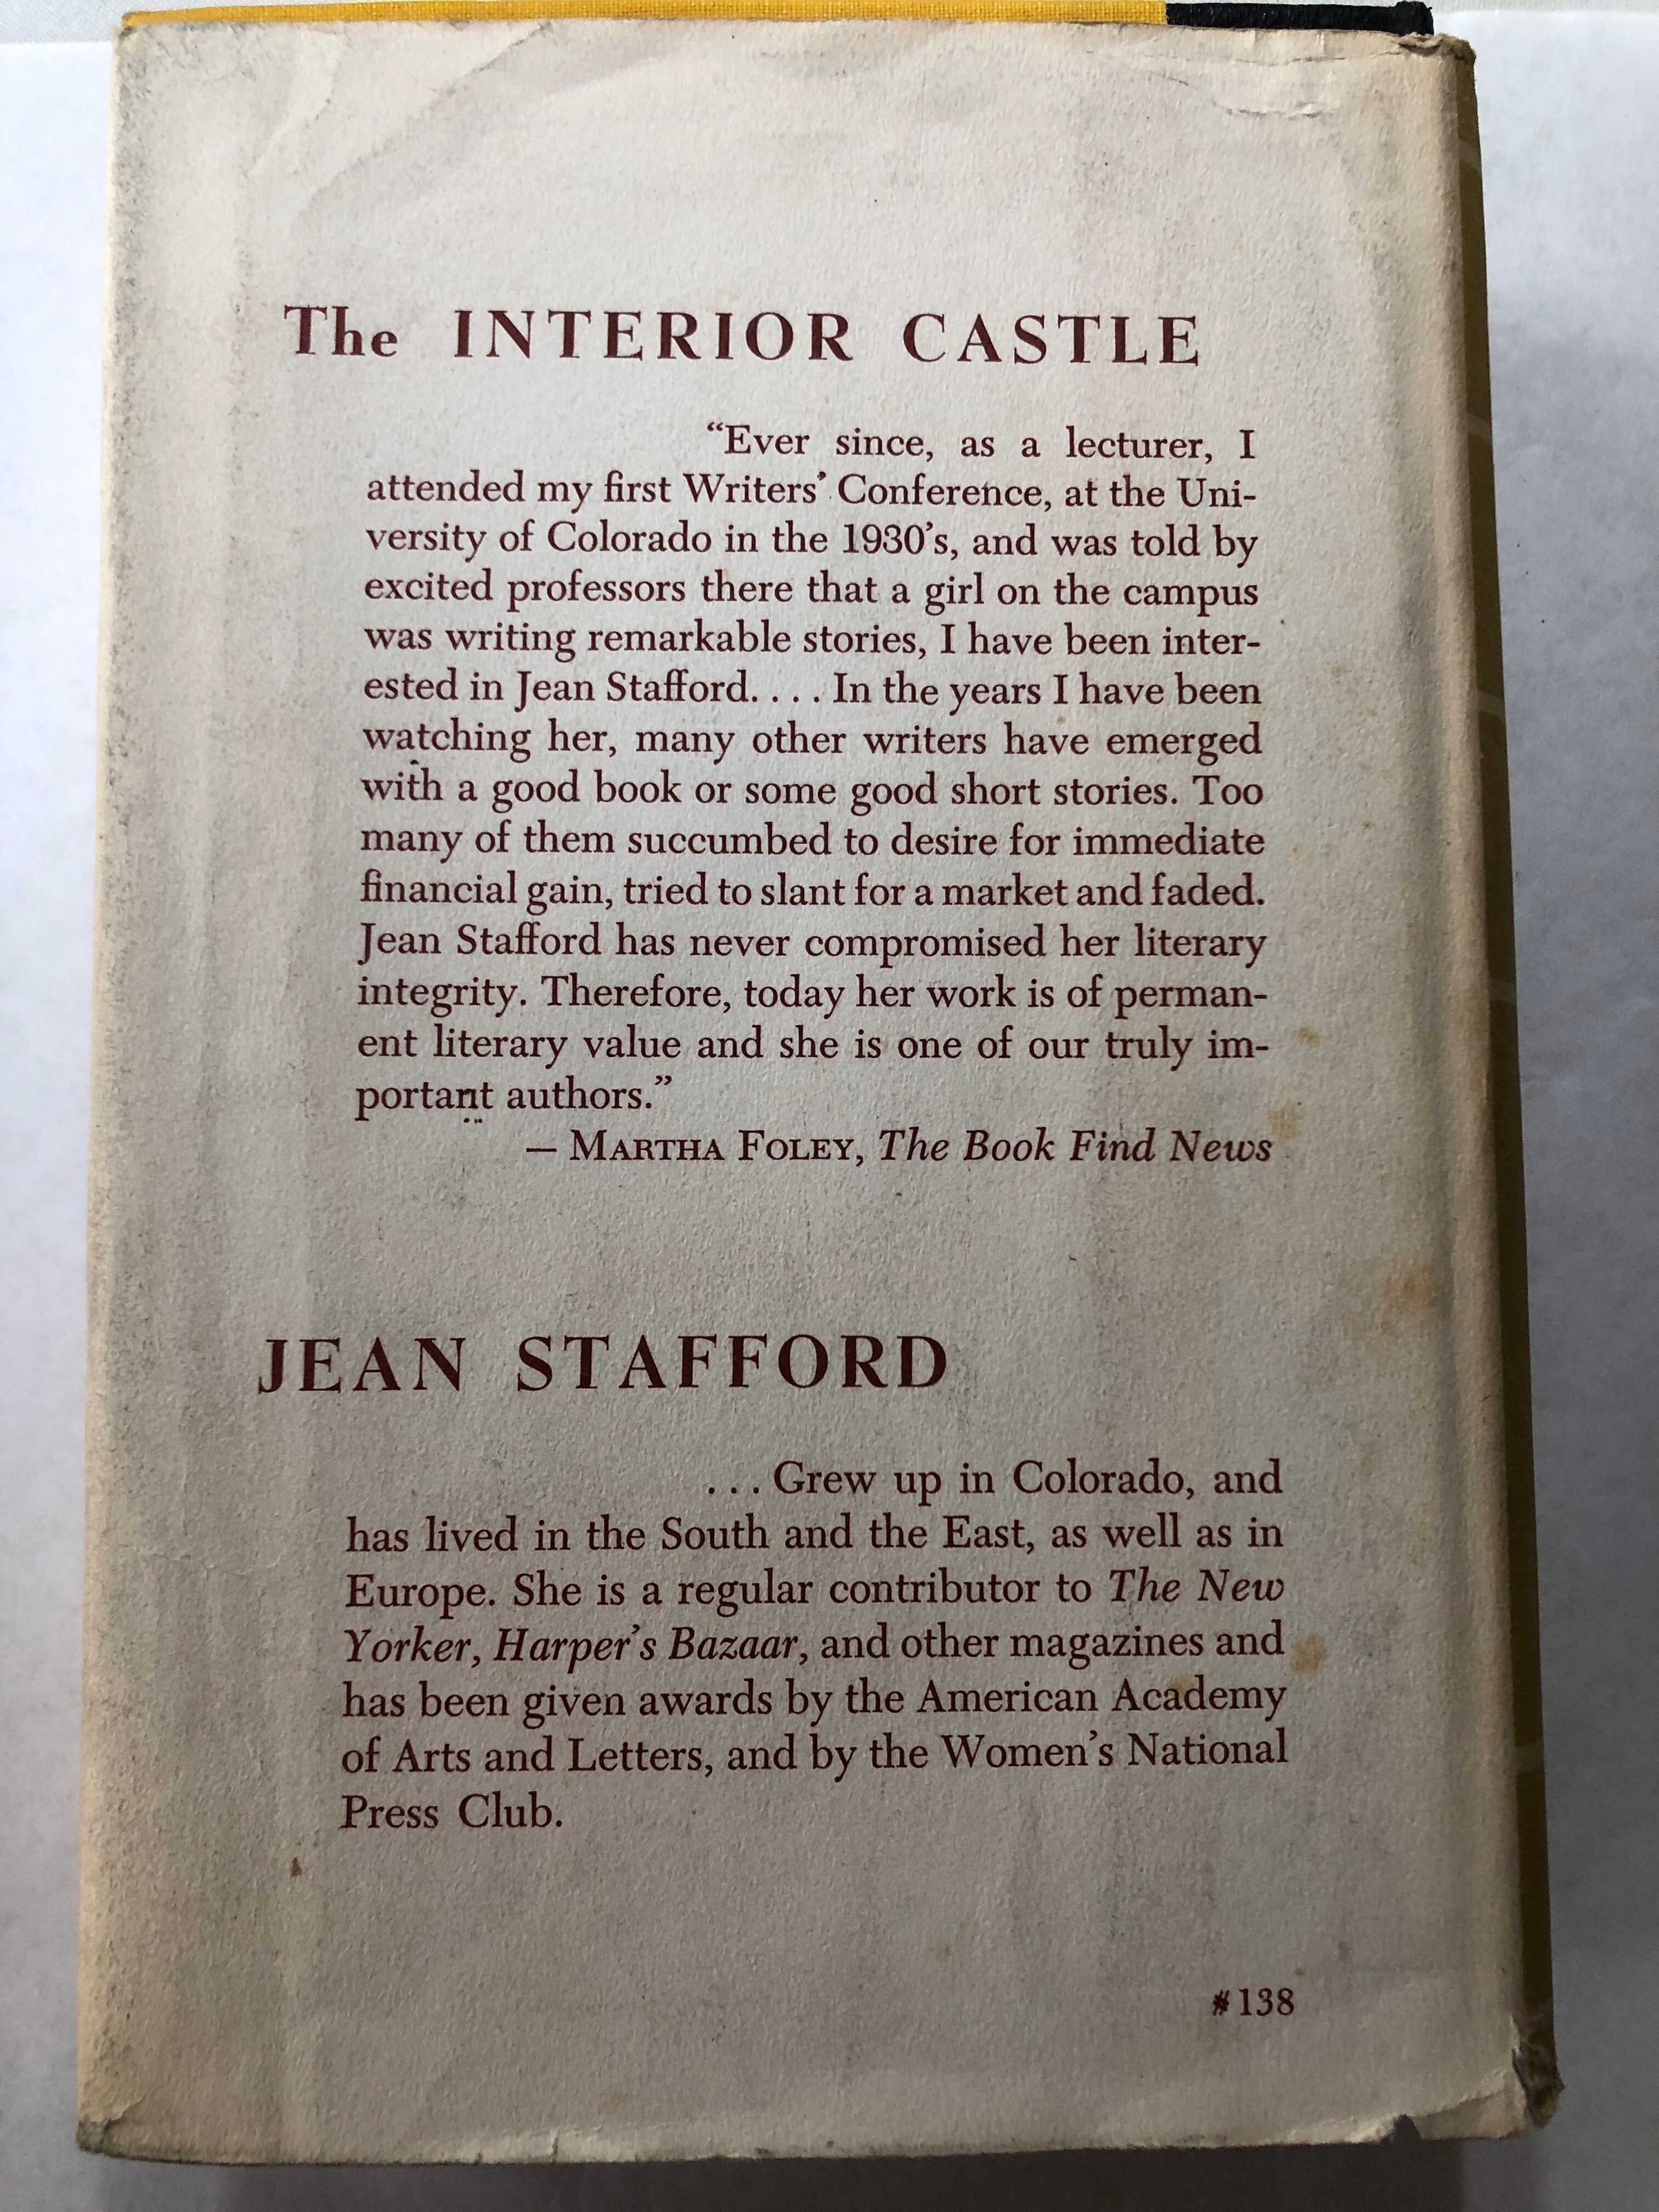 The INTERIOR CASTLE
“Ever since, as a lecturer, I
attended my first Writers’ Conference, at the Uni-
versity of Colorado in the 1930’s, and was told by
excited professors there that a girl on the campus
was writing remarkable stories, I have been inter-
ested in Jean Stafford. . . . In the years I have been
watching her, many other writers have emerged
with a good book or some good short stories. Too
many of them succumbed to desire for immediate
financial gain, tried to slant for a market and faded.
Jean Stafford has never compromised her literary
integrity. Therefore, today her work is of perman-
ent literary value and she is one of our truly im-
portant authors.”
— MARTHA FOLEY, The Book Find News
JEAN STAFFORD
. . . Grew up in Colorado, and
has lived in the South and the East, as well as in
Europe. She is a regular contributor to The New
Yorker, Harper’s Bazaar, and other magazines and
has been given awards by the American Academy
of Arts and Letters, and by the Women’s National
Press Club.
#138